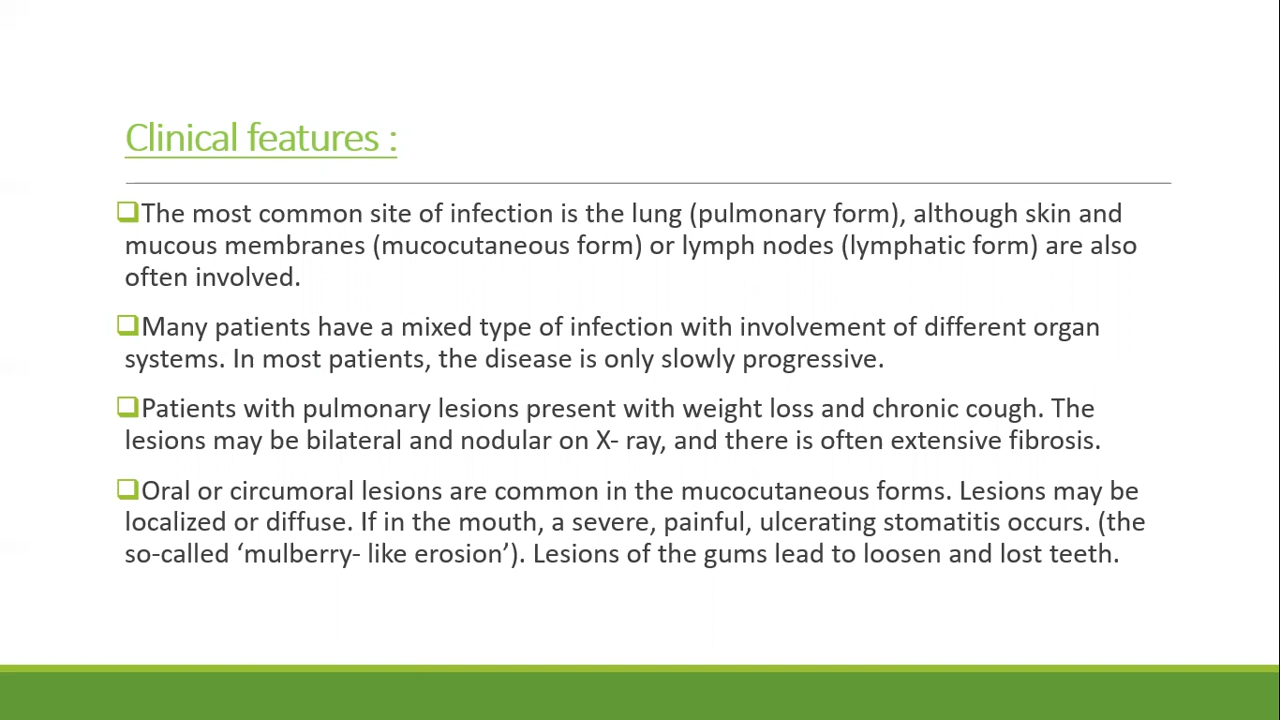 Clinical features :
❑The most common site of infection is the lung (pulmonary form), although skin and
mucous membranes (mucocutaneous form) or lymph nodes (lymphatic form) are also
often involved.
❑Many patients have a mixed type of infection with involvement of different organ
systems. In most patients, the disease is only slowly progressive.
❑Patients with pulmonary lesions present with weight loss and chronic cough. The
lesions may be bilateral and nodular on X- ray, and there is often extensive fibrosis.
❑Oral or circumoral lesions are common in the mucocutaneous forms. Lesions may be
localized or diffuse. If in the mouth, a severe, painful, ulcerating stomatitis occurs. (the
so-called ‘mulberry- like erosion’). Lesions of the gums lead to loosen and lost teeth.